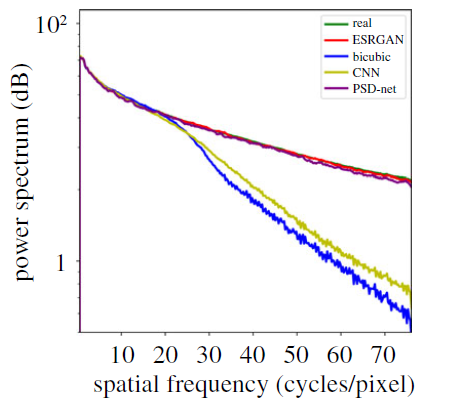 10²
1
power spectrum (dB)
real
ESRGAN
bicubic
CNN
PSD-net
10 20 30 40 50 60 70
spatial frequency (cycles/pixel)